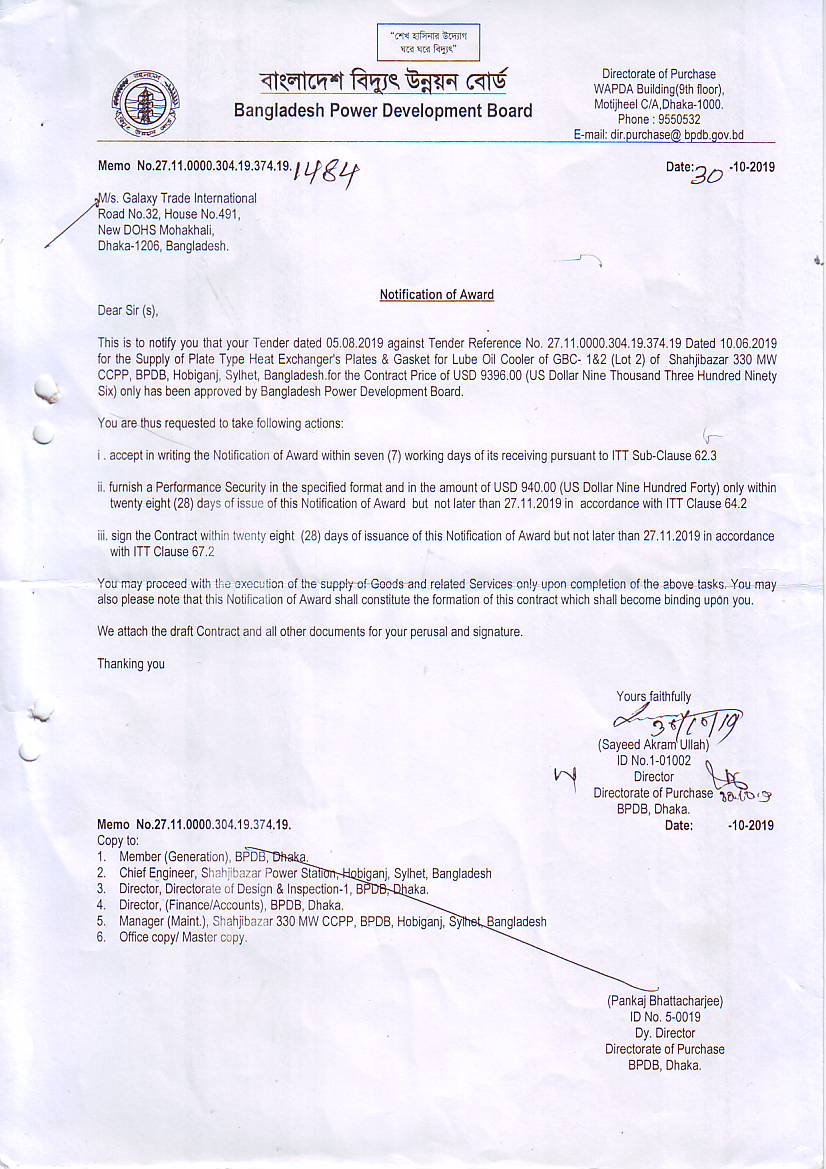 “শেখ হাসিনার উদ্যোগ
ঘরে ঘরে বিদ্যুৎ”
বাংলাদেশ বিদ্যুৎ উন্নয়ন বোর্ড
Bangladesh Power Development Board
Directorate of Purchase
WAPDA Building(9th floor),
Motijheel C/A,Dhaka-1000.
Phone : 9550532
E-mail: dir.purchase@ bpdb.gov.bd
Memo No.27.11.0000.304.19.374.19. 1484
Date: 30 -10-2019
M/s. Galaxy Trade International
Road No.32, House No.491,
New DOHS Mohakhali,
Dhaka-1206, Bangladesh.
Notification of Award
Dear Sir (s),
This is to notify you that your Tender dated 05.08.2019 against Tender Reference No. 27.11.0000.304.19.374.19 Dated 10.06.2019
for the Supply of Plate Type Heat Exchanger's Plates & Gasket for Lube Oil Cooler of GBC- 1&2 (Lot 2) of Shahjibazar 330 MW
CCPP, BPDB, Hobiganj, Sylhet, Bangladesh.for the Contract Price of USD 9396.00 (US Dollar Nine Thousand Three Hundred Ninety
Six) only has been approved by Bangladesh Power Development Board.
You are thus requested to take following actions:
i . accept in writing the Notification of Award within seven (7) working days of its receiving pursuant to ITT Sub-Clause 62.3
ii. furnish a Performance Security in the specified format and in the amount of USD 940.00 (US Dollar Nine Hundred Forty) only within
twenty eight (28) days of issue of this Notification of Award but not later than 27.11.2019 in accordance with ITT Clause 64.2
iii. sign the Contract within twenty eight (28) days of issuance of this Notification of Award but not later than 27.11.2019 in accordance
with ITT Clause 67.2
You may proceed with the execution of the supply of Goods and related Services only upon completion of the above tasks. You may
also please note that this Notification of Award shall constitute the formation of this contract which shall become binding upon you.
We attach the draft Contract and all other documents for your perusal and signature.
Thanking you
Yours faithfully
30/10/19
(Sayeed Akram Ullah)
ID No.1-01002
Director
Directorate of Purchase
BPDB, Dhaka.
Memo No.27.11.0000.304.19.374.19.
Date: -10-2019
Copy to:
1. Member (Generation), BPDB, Dhaka.
2. Chief Engineer, Shahjibazar Power Station, Hobiganj, Sylhet, Bangladesh
3. Director, Directorate of Design & Inspection-1, BPDB, Dhaka.
4. Director, (Finance/Accounts), BPDB, Dhaka.
5. Manager (Maint.), Shahjibazar 330 MW CCPP, BPDB, Hobiganj, Sylhet, Bangladesh
6. Office copy/ Master copy.
(Pankaj Bhattacharjee)
ID No. 5-0019
Dy. Director
Directorate of Purchase
BPDB, Dhaka.